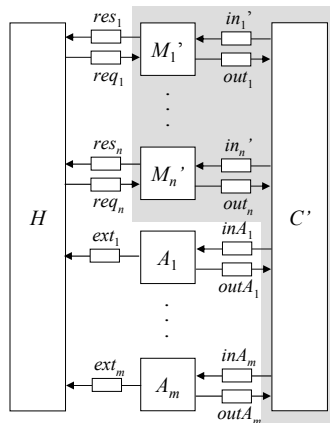 res₁ in₁’
M₁’
req₁ out₁
. . .
resₙ inₙ’
Mₙ’
reqₙ outₙ
H C’
ext₁ inA₁
A₁
outA₁
. . .
extₘ inAₘ
Aₘ
outAₘ